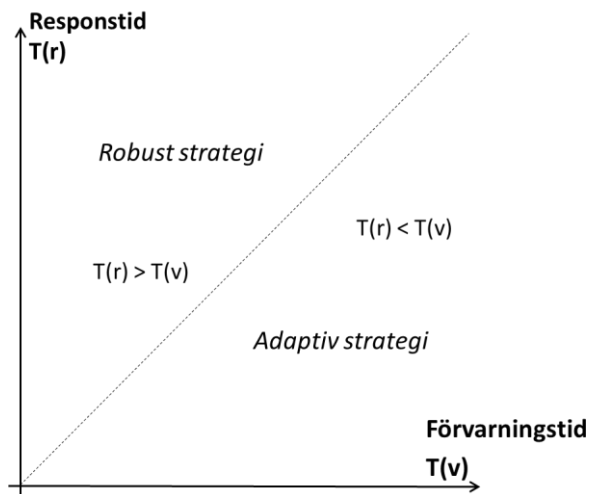 Responstid
T(r)
Robust strategi
T(r) < T(v)
T(r) > T(v)
Adaptiv strategi
Förvarningstid
T(v)